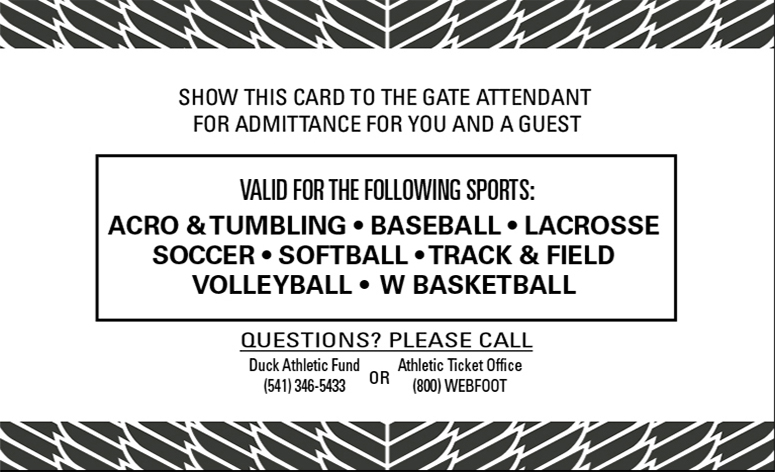 SHOW THIS CARD TO THE GATE ATTENDANT
FOR ADMITTANCE FOR YOU AND A GUEST
VALID FOR THE FOLLOWING SPORTS:
ACRO & TUMBLING • BASEBALL • LACROSSE
SOCCER • SOFTBALL • TRACK & FIELD
VOLLEYBALL • W BASKETBALL
QUESTIONS? PLEASE CALL
Duck Athletic Fund
(541) 346-5433
OR
Athletic Ticket Office
(800) WEBFOOT